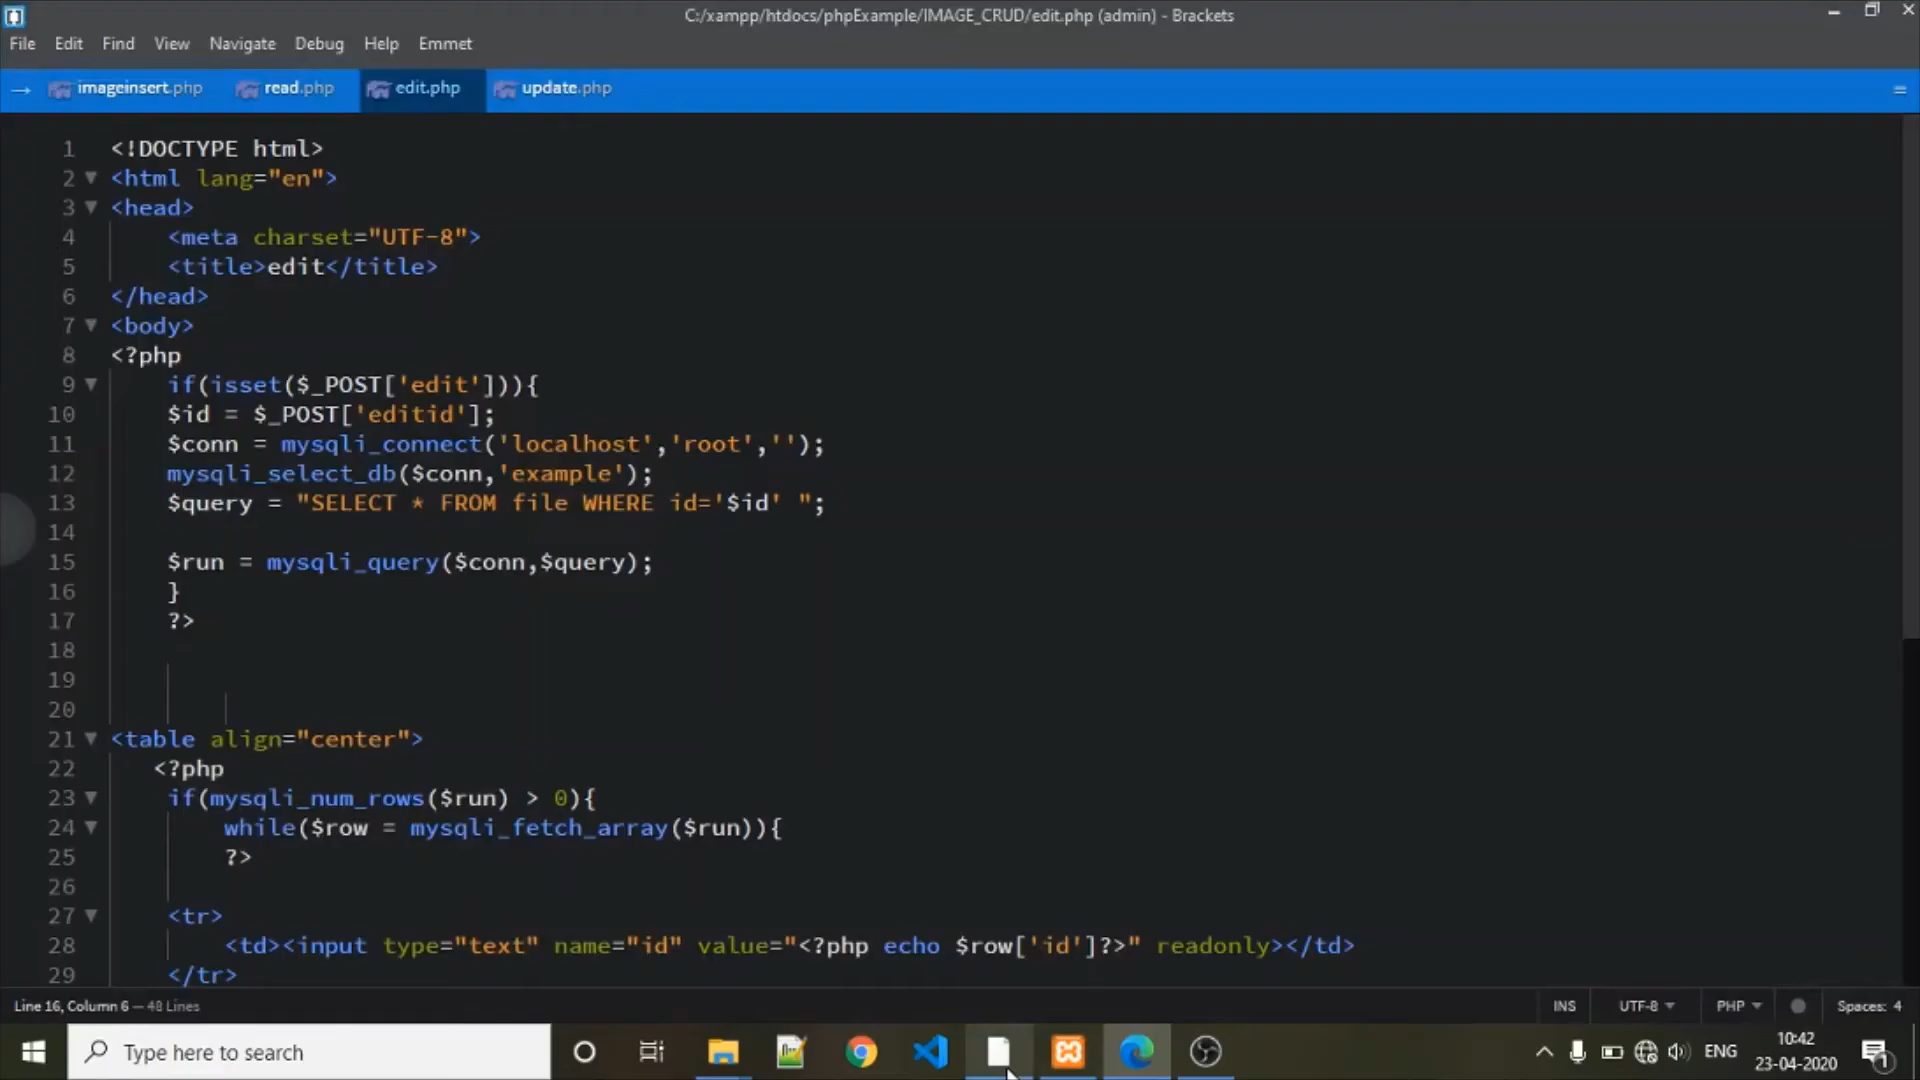 C:/xampp/htdocs/phpExample/IMAGE_CRUD/edit.php (admin) - Brackets
File Edit Find View Navigate Debug Help Emmet
→ imageinsert.php read.php edit.php update.php
1 <!DOCTYPE html>
2 <html lang="en">
3 <head>
4 <meta charset="UTF-8">
5 <title>edit</title>
6 </head>
7 <body>
8 <?php
9 if(isset($_POST['edit'])){
10 $id = $_POST['editid'];
11 $conn = mysqli_connect('localhost','root','');
12 mysqli_select_db($conn,'example');
13 $query = "SELECT * FROM file WHERE id='$id' ";
14
15 $run = mysqli_query($conn,$query);
16 }
17 ?>
18
19
20
21 <table align="center">
22 <?php
23 if(mysqli_num_rows($run) > 0){
24 while($row = mysqli_fetch_array($run)){
25 ?>
26
27 <tr>
28 <td><input type="text" name="id" value="<?php echo $row['id']?>" readonly></td>
29 </tr>
Line 16, Column 6 — 48 Lines INS UTF-8 PHP Spaces: 4
Type here to search ENG 10:42
23-04-2020 1